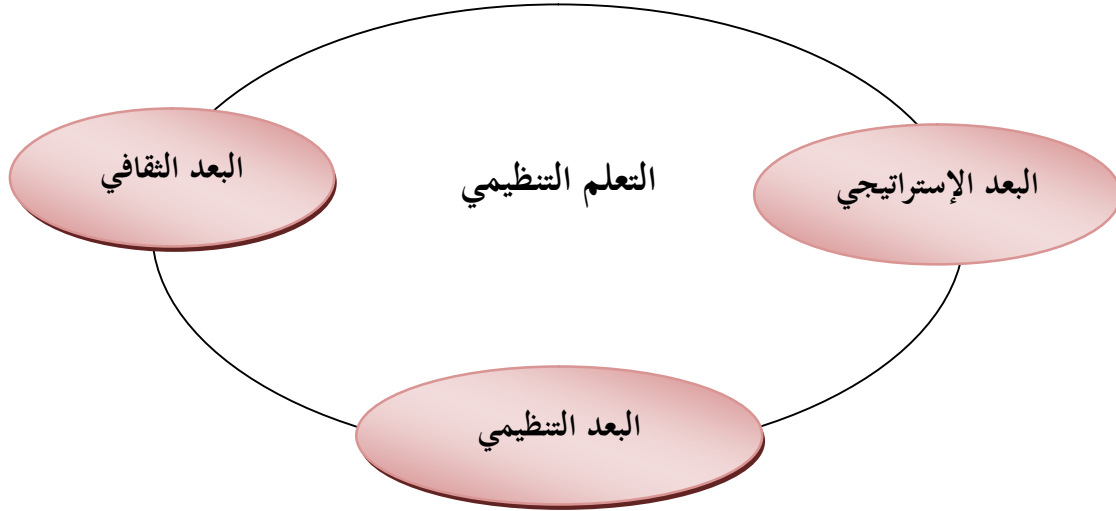 البعد الإستراتيجي
التعلم التنظيمي
البعد الثقافي
البعد التنظيمي